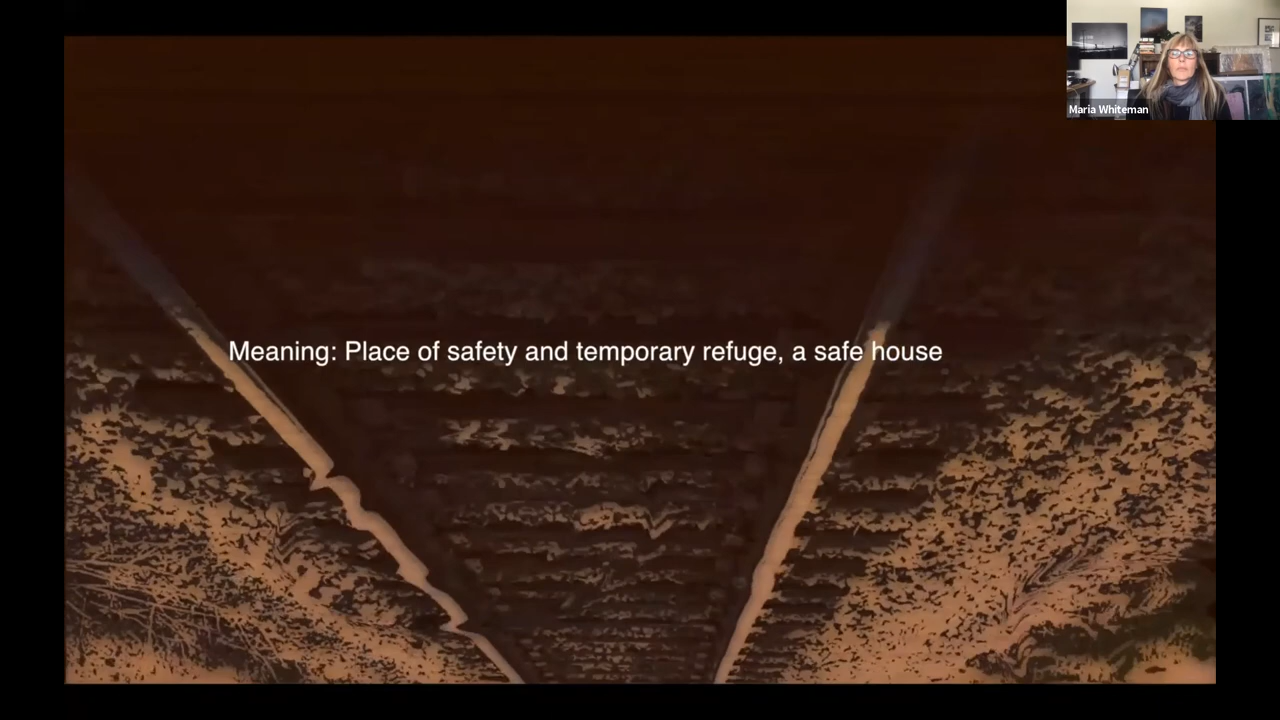 Maria Whiteman
Meaning: Place of safety and temporary refuge, a safe house